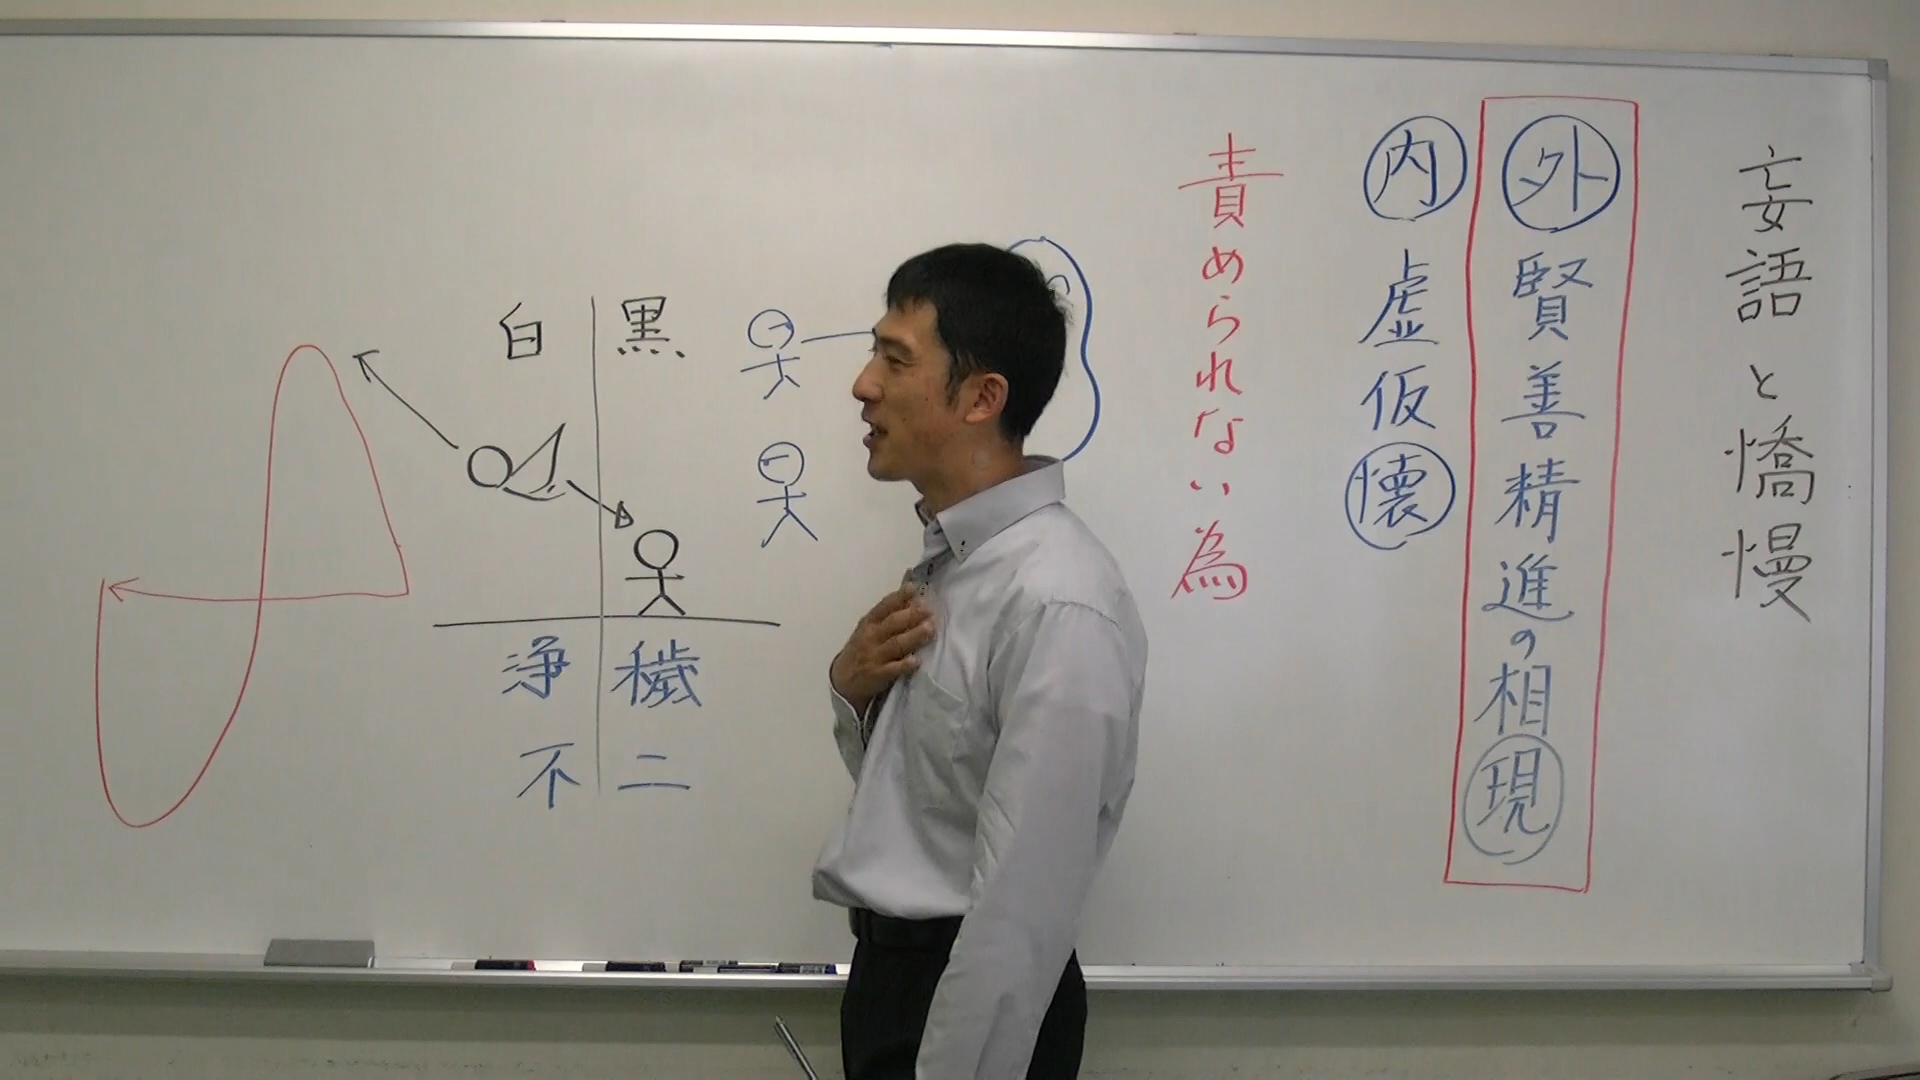 妄語と憍慢
外賢善精進の相現
内虚仮懐
責められない為
白 黒
浄 穢
不 二